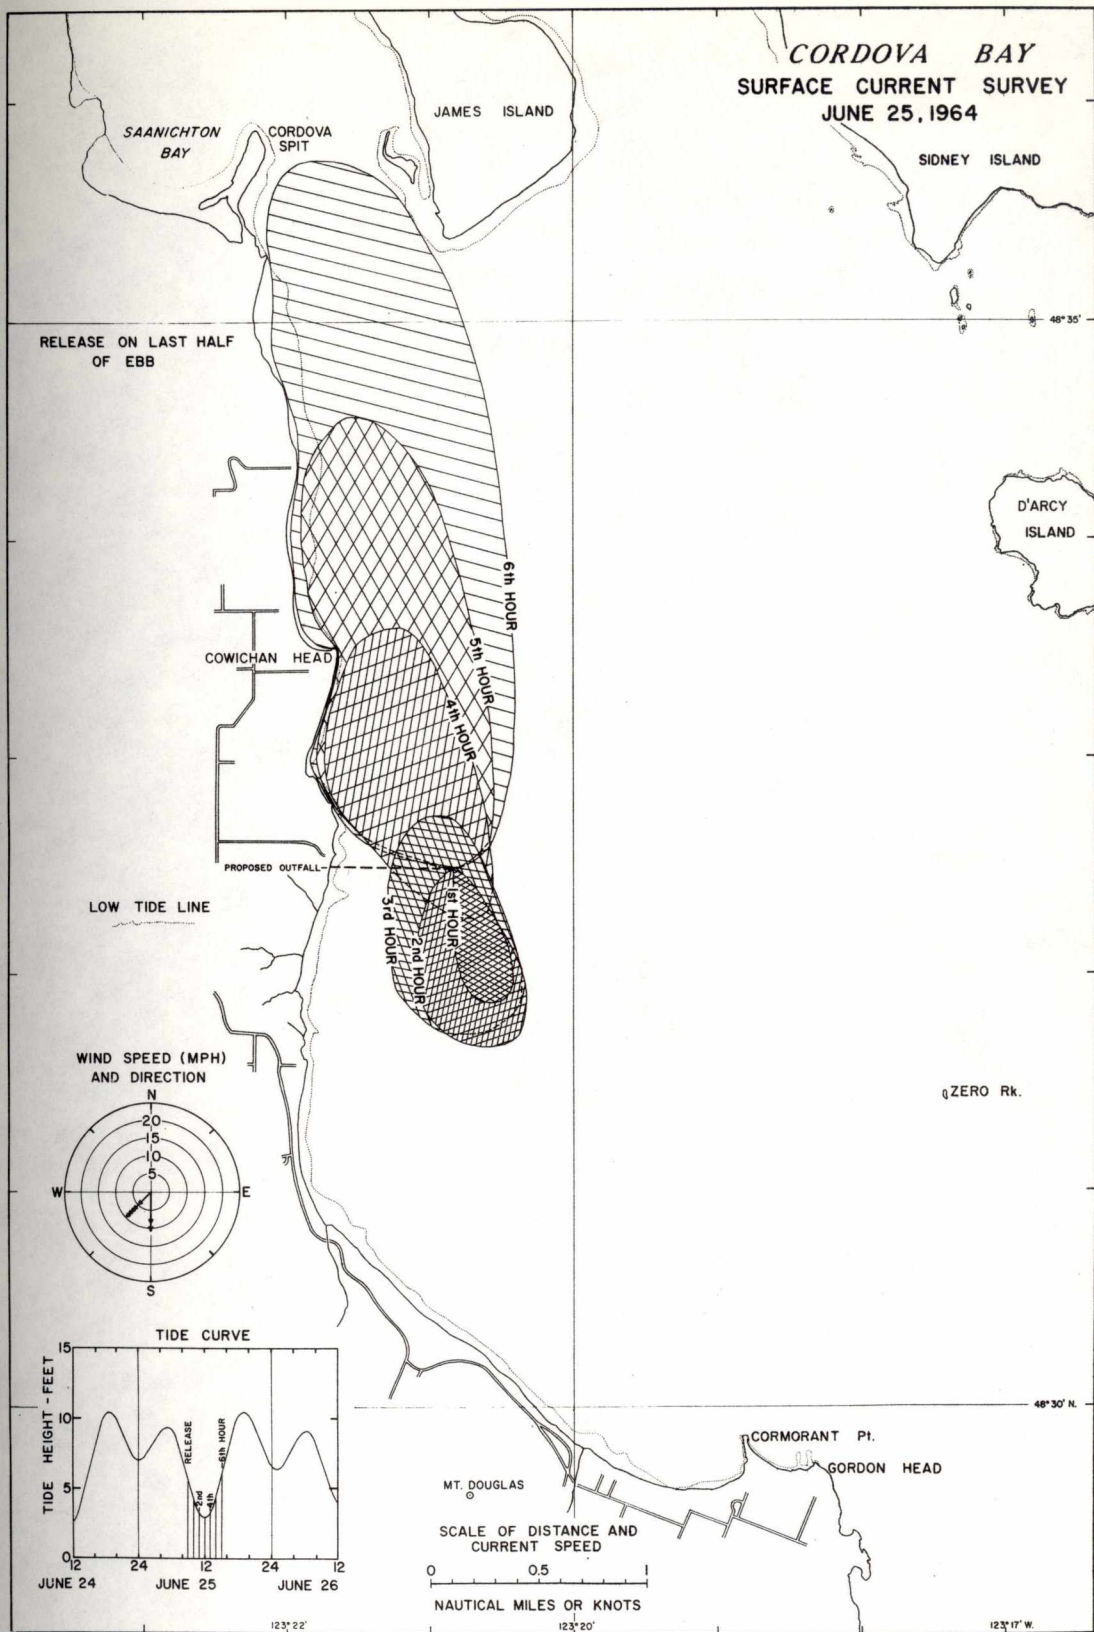 CORDOVA BAY
SURFACE CURRENT SURVEY
JUNE 25, 1964
JAMES ISLAND
SAANICHTON
BAY
CORDOVA
SPIT
SIDNEY ISLAND
48° 35'
RELEASE ON LAST HALF
OF EBB
D'ARCY
ISLAND
6th HOUR
5th HOUR
4th HOUR
COWICHAN HEAD
PROPOSED OUTFALL
1st HOUR
2nd HOUR
3rd HOUR
LOW TIDE LINE
WIND SPEED (MPH)
AND DIRECTION
N
20
15
10
5
W
E
S
ZERO Rk.
TIDE CURVE
TIDE HEIGHT - FEET
15
10
5
0
RELEASE
2nd
4th
6th HOUR
12 24 12 24 12
JUNE 24 JUNE 25 JUNE 26
48° 30' N.
CORMORANT Pt.
GORDON HEAD
MT. DOUGLAS
SCALE OF DISTANCE AND
CURRENT SPEED
0 0.5 1
NAUTICAL MILES OR KNOTS
123° 22' 123° 20' 123° 17' W.